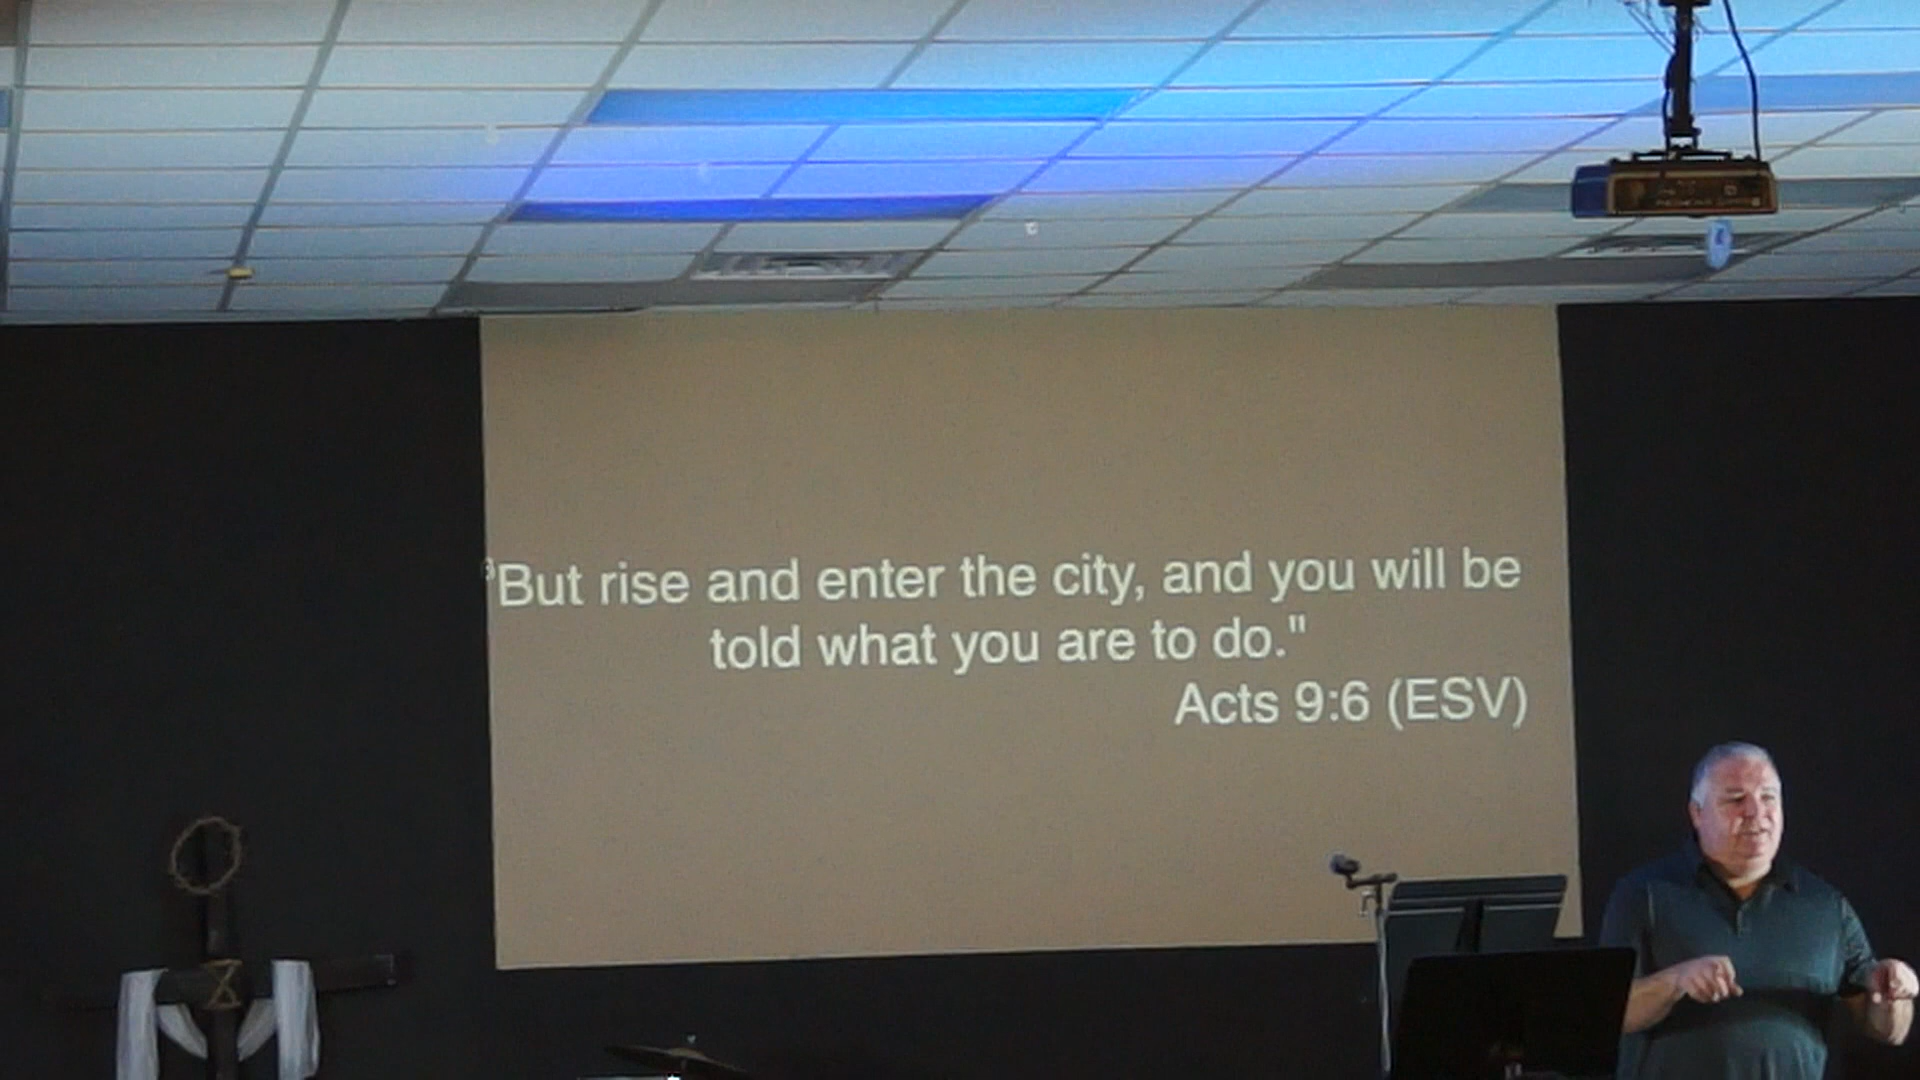 "But rise and enter the city, and you will be
told what you are to do."
Acts 9:6 (ESV)